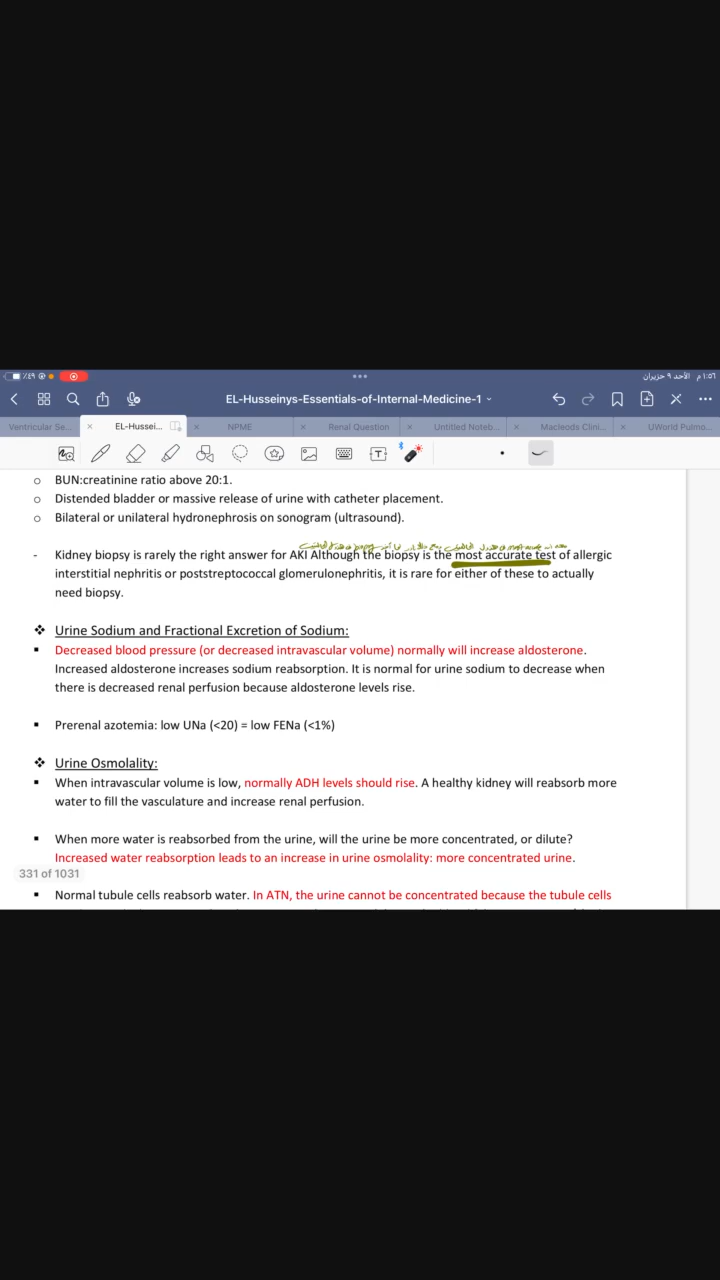 ٪٤٩
١:٥٦ م الأحد ٩ حزيران
EL-Husseinys-Essentials-of-Internal-Medicine-1
Ventricular Se...
EL-Hussei...
NPME
Renal Question
Untitled Noteb...
Macleods Clini...
UWorld Pulmo...
o BUN:creatinine ratio above 20:1.
o Distended bladder or massive release of urine with catheter placement.
o Bilateral or unilateral hydronephrosis on sonogram (ultrasound).
- Kidney biopsy is rarely the right answer for AKI Although the biopsy is the most accurate test of allergic
interstitial nephritis or poststreptococcal glomerulonephritis, it is rare for either of these to actually
need biopsy.
❖ Urine Sodium and Fractional Excretion of Sodium:
▪ Decreased blood pressure (or decreased intravascular volume) normally will increase aldosterone.
Increased aldosterone increases sodium reabsorption. It is normal for urine sodium to decrease when
there is decreased renal perfusion because aldosterone levels rise.
▪ Prerenal azotemia: low UNa (<20) = low FENa (<1%)
❖ Urine Osmolality:
▪ When intravascular volume is low, normally ADH levels should rise. A healthy kidney will reabsorb more
water to fill the vasculature and increase renal perfusion.
▪ When more water is reabsorbed from the urine, will the urine be more concentrated, or dilute?
Increased water reabsorption leads to an increase in urine osmolality: more concentrated urine.
331 of 1031
▪ Normal tubule cells reabsorb water. In ATN, the urine cannot be concentrated because the tubule cells